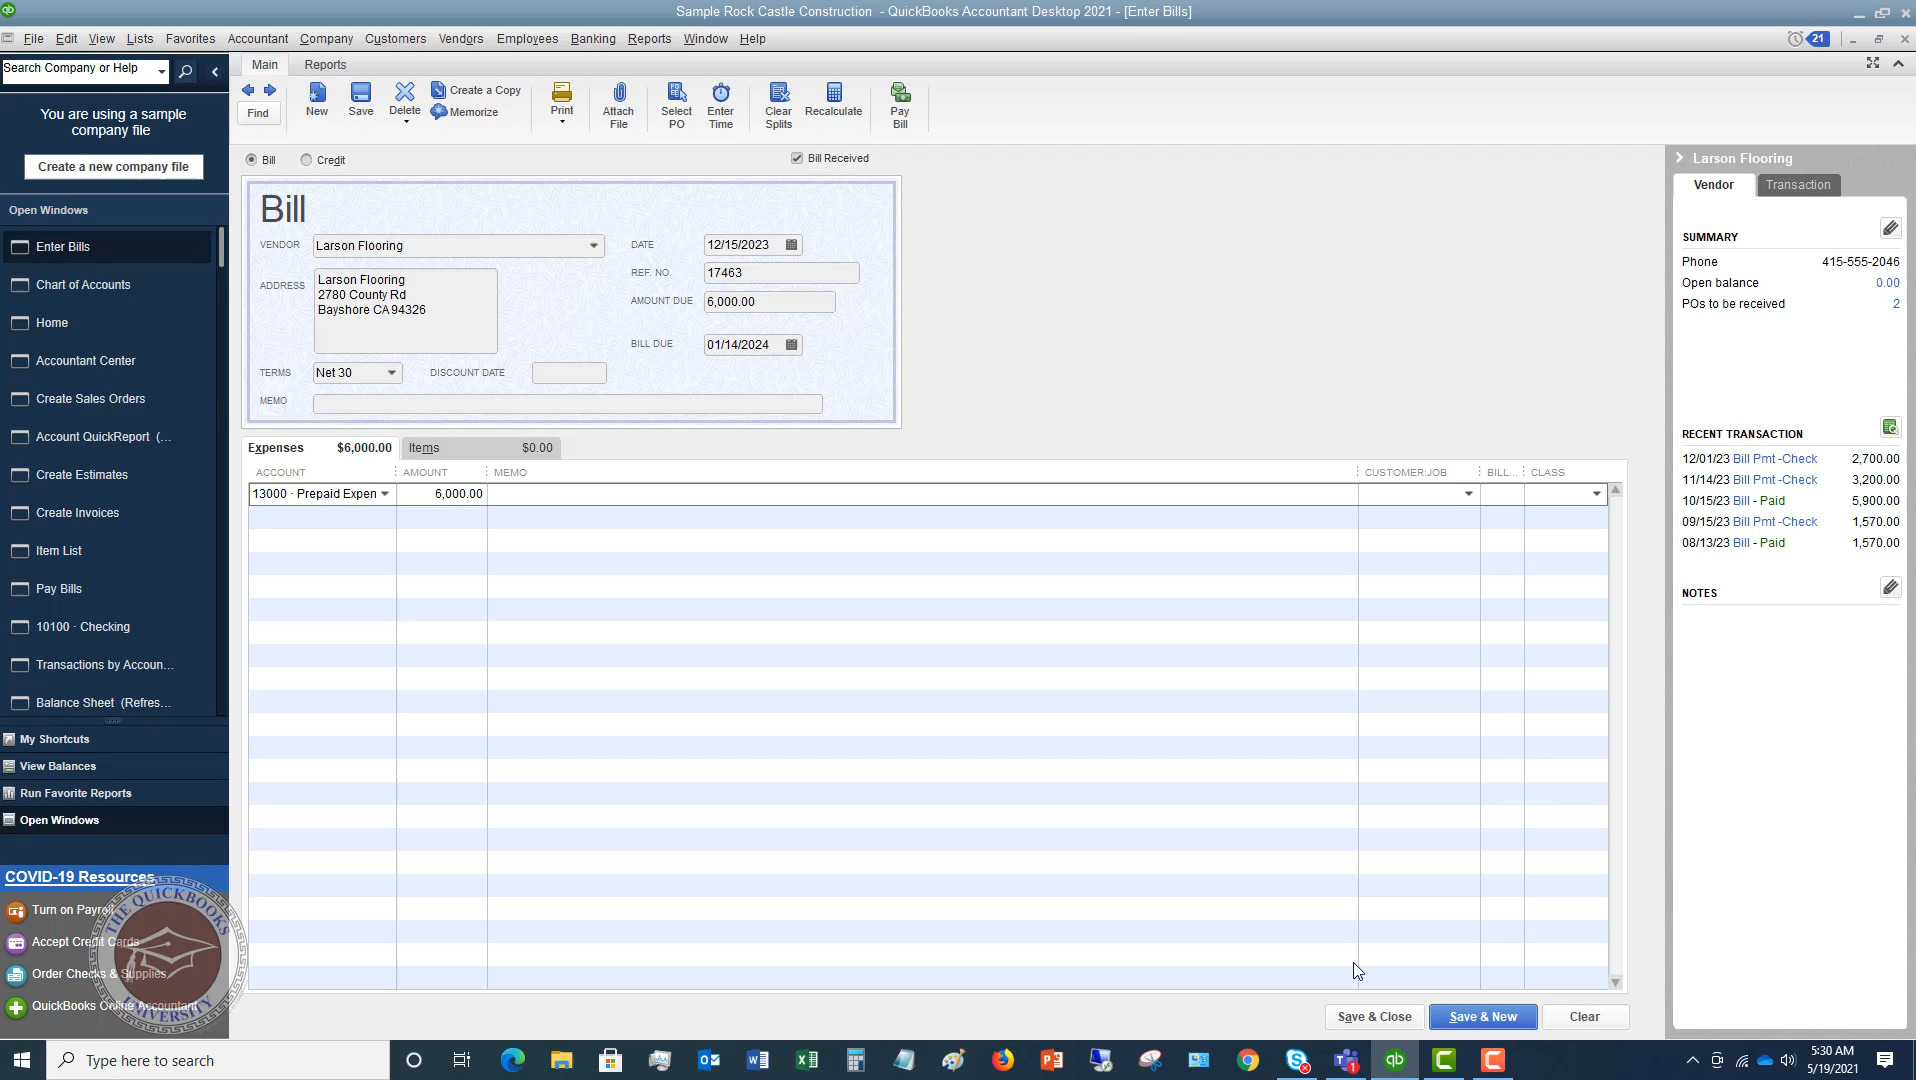 Sample Rock Castle Construction - QuickBooks Accountant Desktop 2021 - [Enter Bills]
File Edit View Lists Favorites Accountant Company Customers Vendors Employees Banking Reports Window Help
21
Search Company or Help
Main Reports
Find
New
Save
Delete
Create a Copy
Memorize
Print
Attach File
Select PO
Enter Time
Clear Splits
Recalculate
Pay Bill
You are using a sample
company file
Create a new company file
Open Windows
Enter Bills
Chart of Accounts
Home
Accountant Center
Create Sales Orders
Account QuickReport (...
Create Estimates
Create Invoices
Item List
Pay Bills
10100 · Checking
Transactions by Accoun...
Balance Sheet (Refres...
My Shortcuts
View Balances
Run Favorite Reports
Open Windows
COVID-19 Resources
Turn on Payroll
Accept Credit Cards
Order Checks & Supplies
QuickBooks Online Accountant
THE QUICKBOOKS UNIVERSITY
Bill Credit
Bill Received
Bill
VENDOR Larson Flooring
ADDRESS
Larson Flooring
2780 County Rd
Bayshore CA 94326
DATE 12/15/2023
REF. NO. 17463
AMOUNT DUE 6,000.00
BILL DUE 01/14/2024
TERMS Net 30 DISCOUNT DATE
MEMO
Expenses $6,000.00 Items $0.00
ACCOUNT AMOUNT MEMO CUSTOMER:JOB BILL... CLASS
13000 · Prepaid Expen 6,000.00
Save & Close Save & New Clear
Larson Flooring
Vendor Transaction
SUMMARY
Phone 415-555-2046
Open balance 0.00
POs to be received 2
RECENT TRANSACTION
12/01/23 Bill Pmt -Check 2,700.00
11/14/23 Bill Pmt -Check 3,200.00
10/15/23 Bill - Paid 5,900.00
09/15/23 Bill Pmt -Check 1,570.00
08/13/23 Bill - Paid 1,570.00
NOTES
Type here to search
5:30 AM
5/19/2021